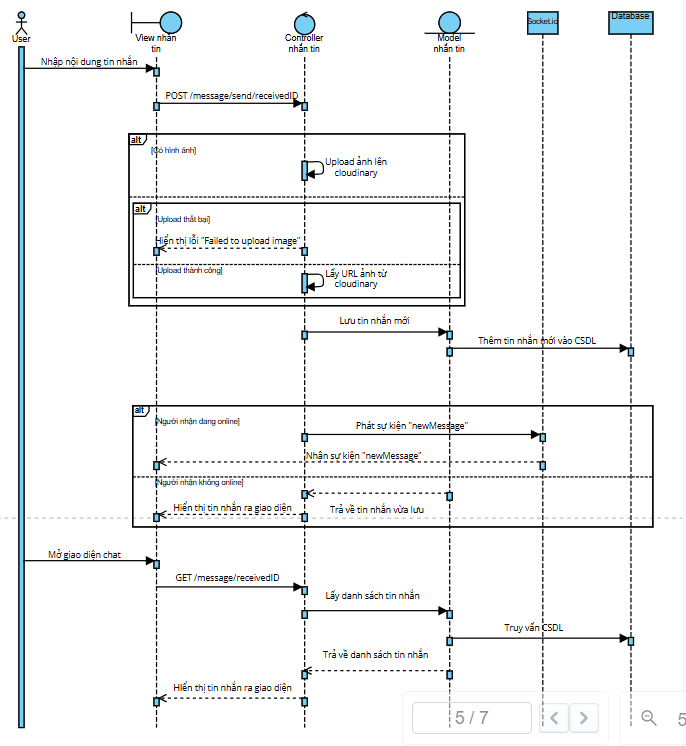 User
View nhắn
tin
Controller
nhắn tin
Model
nhắn tin
Socket.io
Database
Nhập nội dung tin nhắn
POST /message/send/receivedID
alt
[Có hình ảnh]
Upload ảnh lên
cloudinary
alt
[Upload thất bại]
Hiện thị lỗi "Failed to upload image"
[Upload thành công]
Lấy URL ảnh từ
cloudinary
Lưu tin nhắn mới
Thêm tin nhắn mới vào CSDL
alt
[Người nhận đang online]
Phát sự kiện "newMessage"
Nhận sự kiện "newMessage"
[Người nhận không online]
Hiển thị tin nhắn ra giao diện
Trả về tin nhắn vừa lưu
Mở giao diện chat
GET /message/receivedID
Lấy danh sách tin nhắn
Truy vấn CSDL
Trả về danh sách tin nhắn
Hiển thị tin nhắn ra giao diện
5 / 7
5